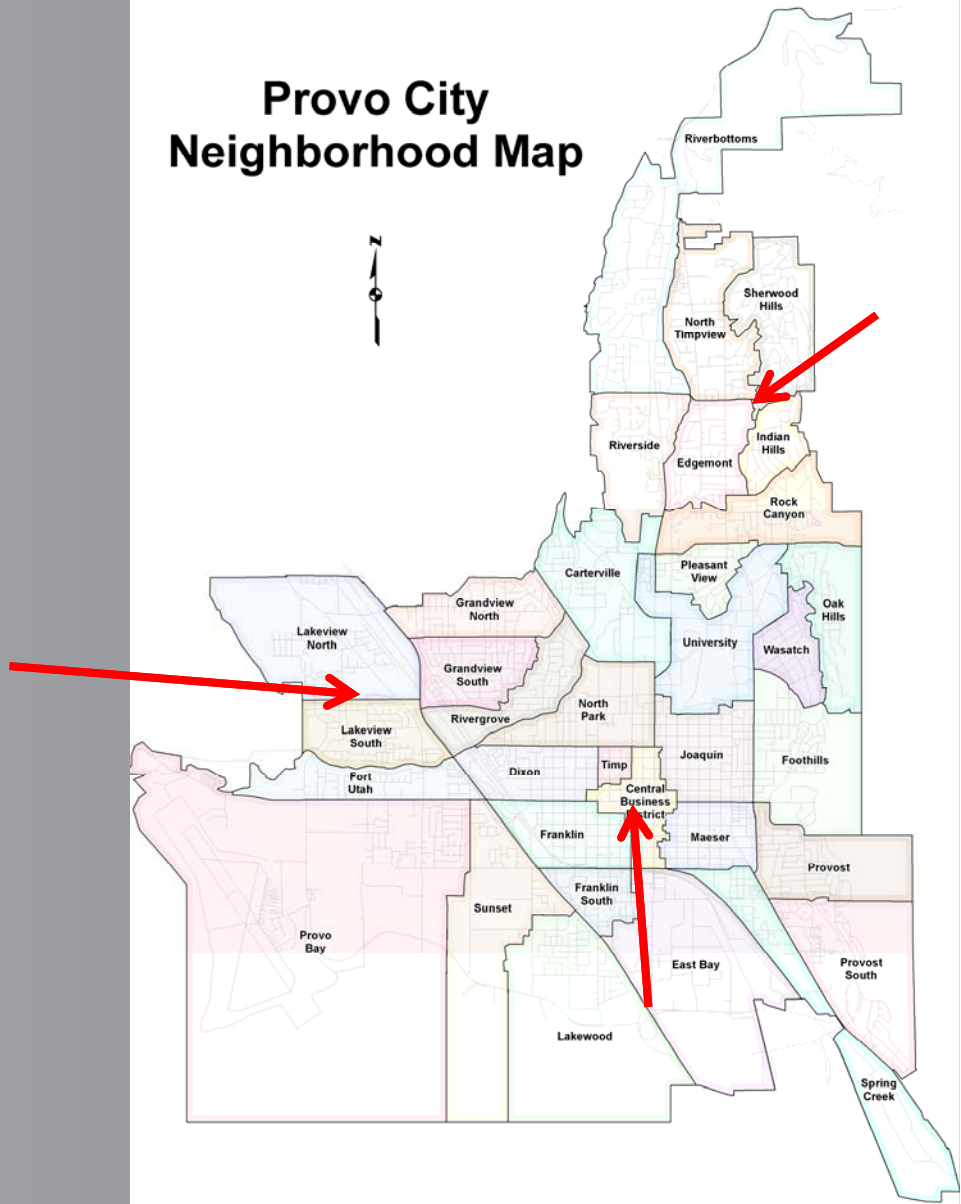 Provo City
Neighborhood Map
Riverbottoms
N
Sherwood
Hills
North
Timpview
Riverside
Edgemont
Indian
Hills
Rock
Canyon
Carterville
Pleasant
View
Grandview
North
Oak
Hills
Lakeview
North
University
Wasatch
Grandview
South
North
Park
Rivergrove
Lakeview
South
Joaquin
Foothills
Timp
Dixon
Fort
Utah
Central
Business
District
Franklin
Maeser
Provost
Franklin
South
Sunset
Provo
Bay
East Bay
Provost
South
Lakewood
Spring
Creek